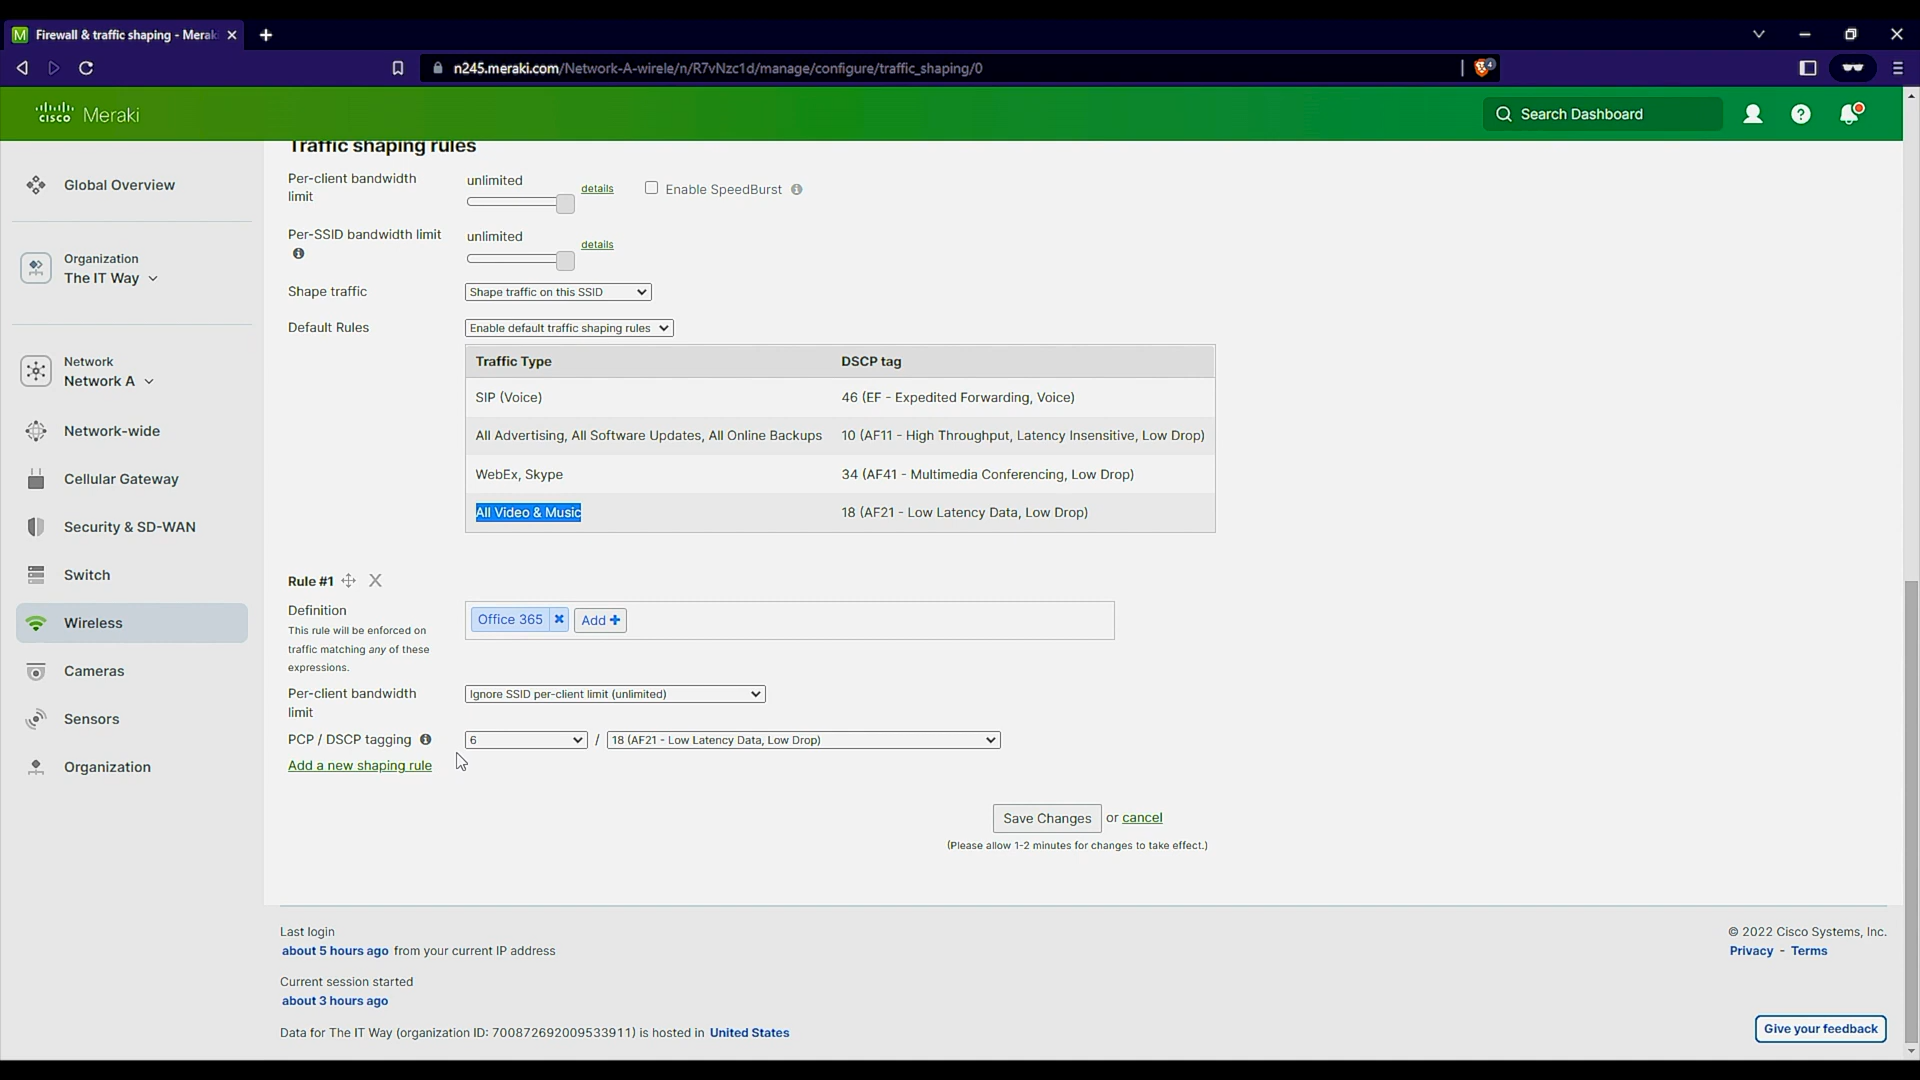 Firewall & traffic shaping - Merak
n245.meraki.com/Network-A-wirele/n/R7vNzc1d/manage/configure/traffic_shaping/0
4
CISCO Meraki
Search Dashboard
Traffic shaping rules
Global Overview
Organization
The IT Way
Network
Network A
Network-wide
Cellular Gateway
Security & SD-WAN
Switch
Wireless
Cameras
Sensors
Organization
Per-client bandwidth
limit
unlimited
details
Enable SpeedBurst
Per-SSID bandwidth limit
unlimited
details
Shape traffic
Shape traffic on this SSID
Default Rules
Enable default traffic shaping rules
Traffic Type DSCP tag
SIP (Voice) 46 (EF - Expedited Forwarding, Voice)
All Advertising, All Software Updates, All Online Backups 10 (AF11 - High Throughput, Latency Insensitive, Low Drop)
WebEx, Skype 34 (AF41 - Multimedia Conferencing, Low Drop)
All Video & Music 18 (AF21 - Low Latency Data, Low Drop)
Rule #1 X
Definition
This rule will be enforced on
traffic matching any of these
expressions.
Office 365 Add
Per-client bandwidth
limit
Ignore SSID per-client limit (unlimited)
PCP / DSCP tagging 6 / 18 (AF21 - Low Latency Data, Low Drop)
Add a new shaping rule
Save Changes or cancel
(Please allow 1-2 minutes for changes to take effect.)
Last login
about 5 hours ago from your current IP address
Current session started
about 3 hours ago
Data for The IT Way (organization ID: 700872692009533911) is hosted in United States
© 2022 Cisco Systems, Inc.
Privacy - Terms
Give your feedback